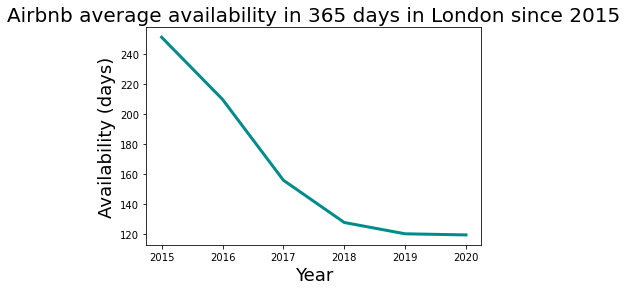 Airbnb average availability in 365 days in London since 2015
240
220
200
180
160
140
120
Availability (days)
2015 2016 2017 2018 2019 2020
Year